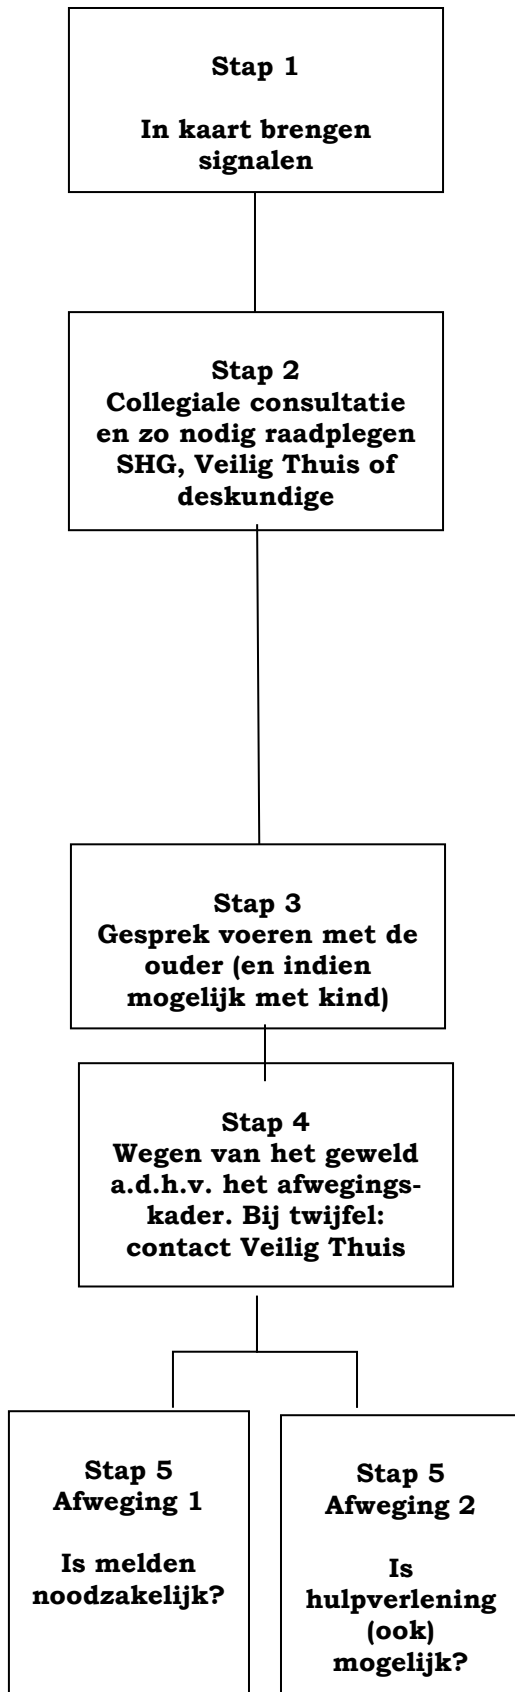 Stap 1
In kaart brengen
signalen
Stap 2
Collegiale consultatie
en zo nodig raadplegen
SHG, Veilig Thuis of
deskundige
Stap 3
Gesprek voeren met de
ouder (en indien
mogelijk met kind)
Stap 4
Wegen van het geweld
a.d.h.v. het afwegings-
kader. Bij twijfel:
contact Veilig Thuis
Stap 5
Afweging 1
Is melden
noodzakelijk?
Stap 5
Afweging 2
Is
hulpverlening
(ook)
mogelijk?